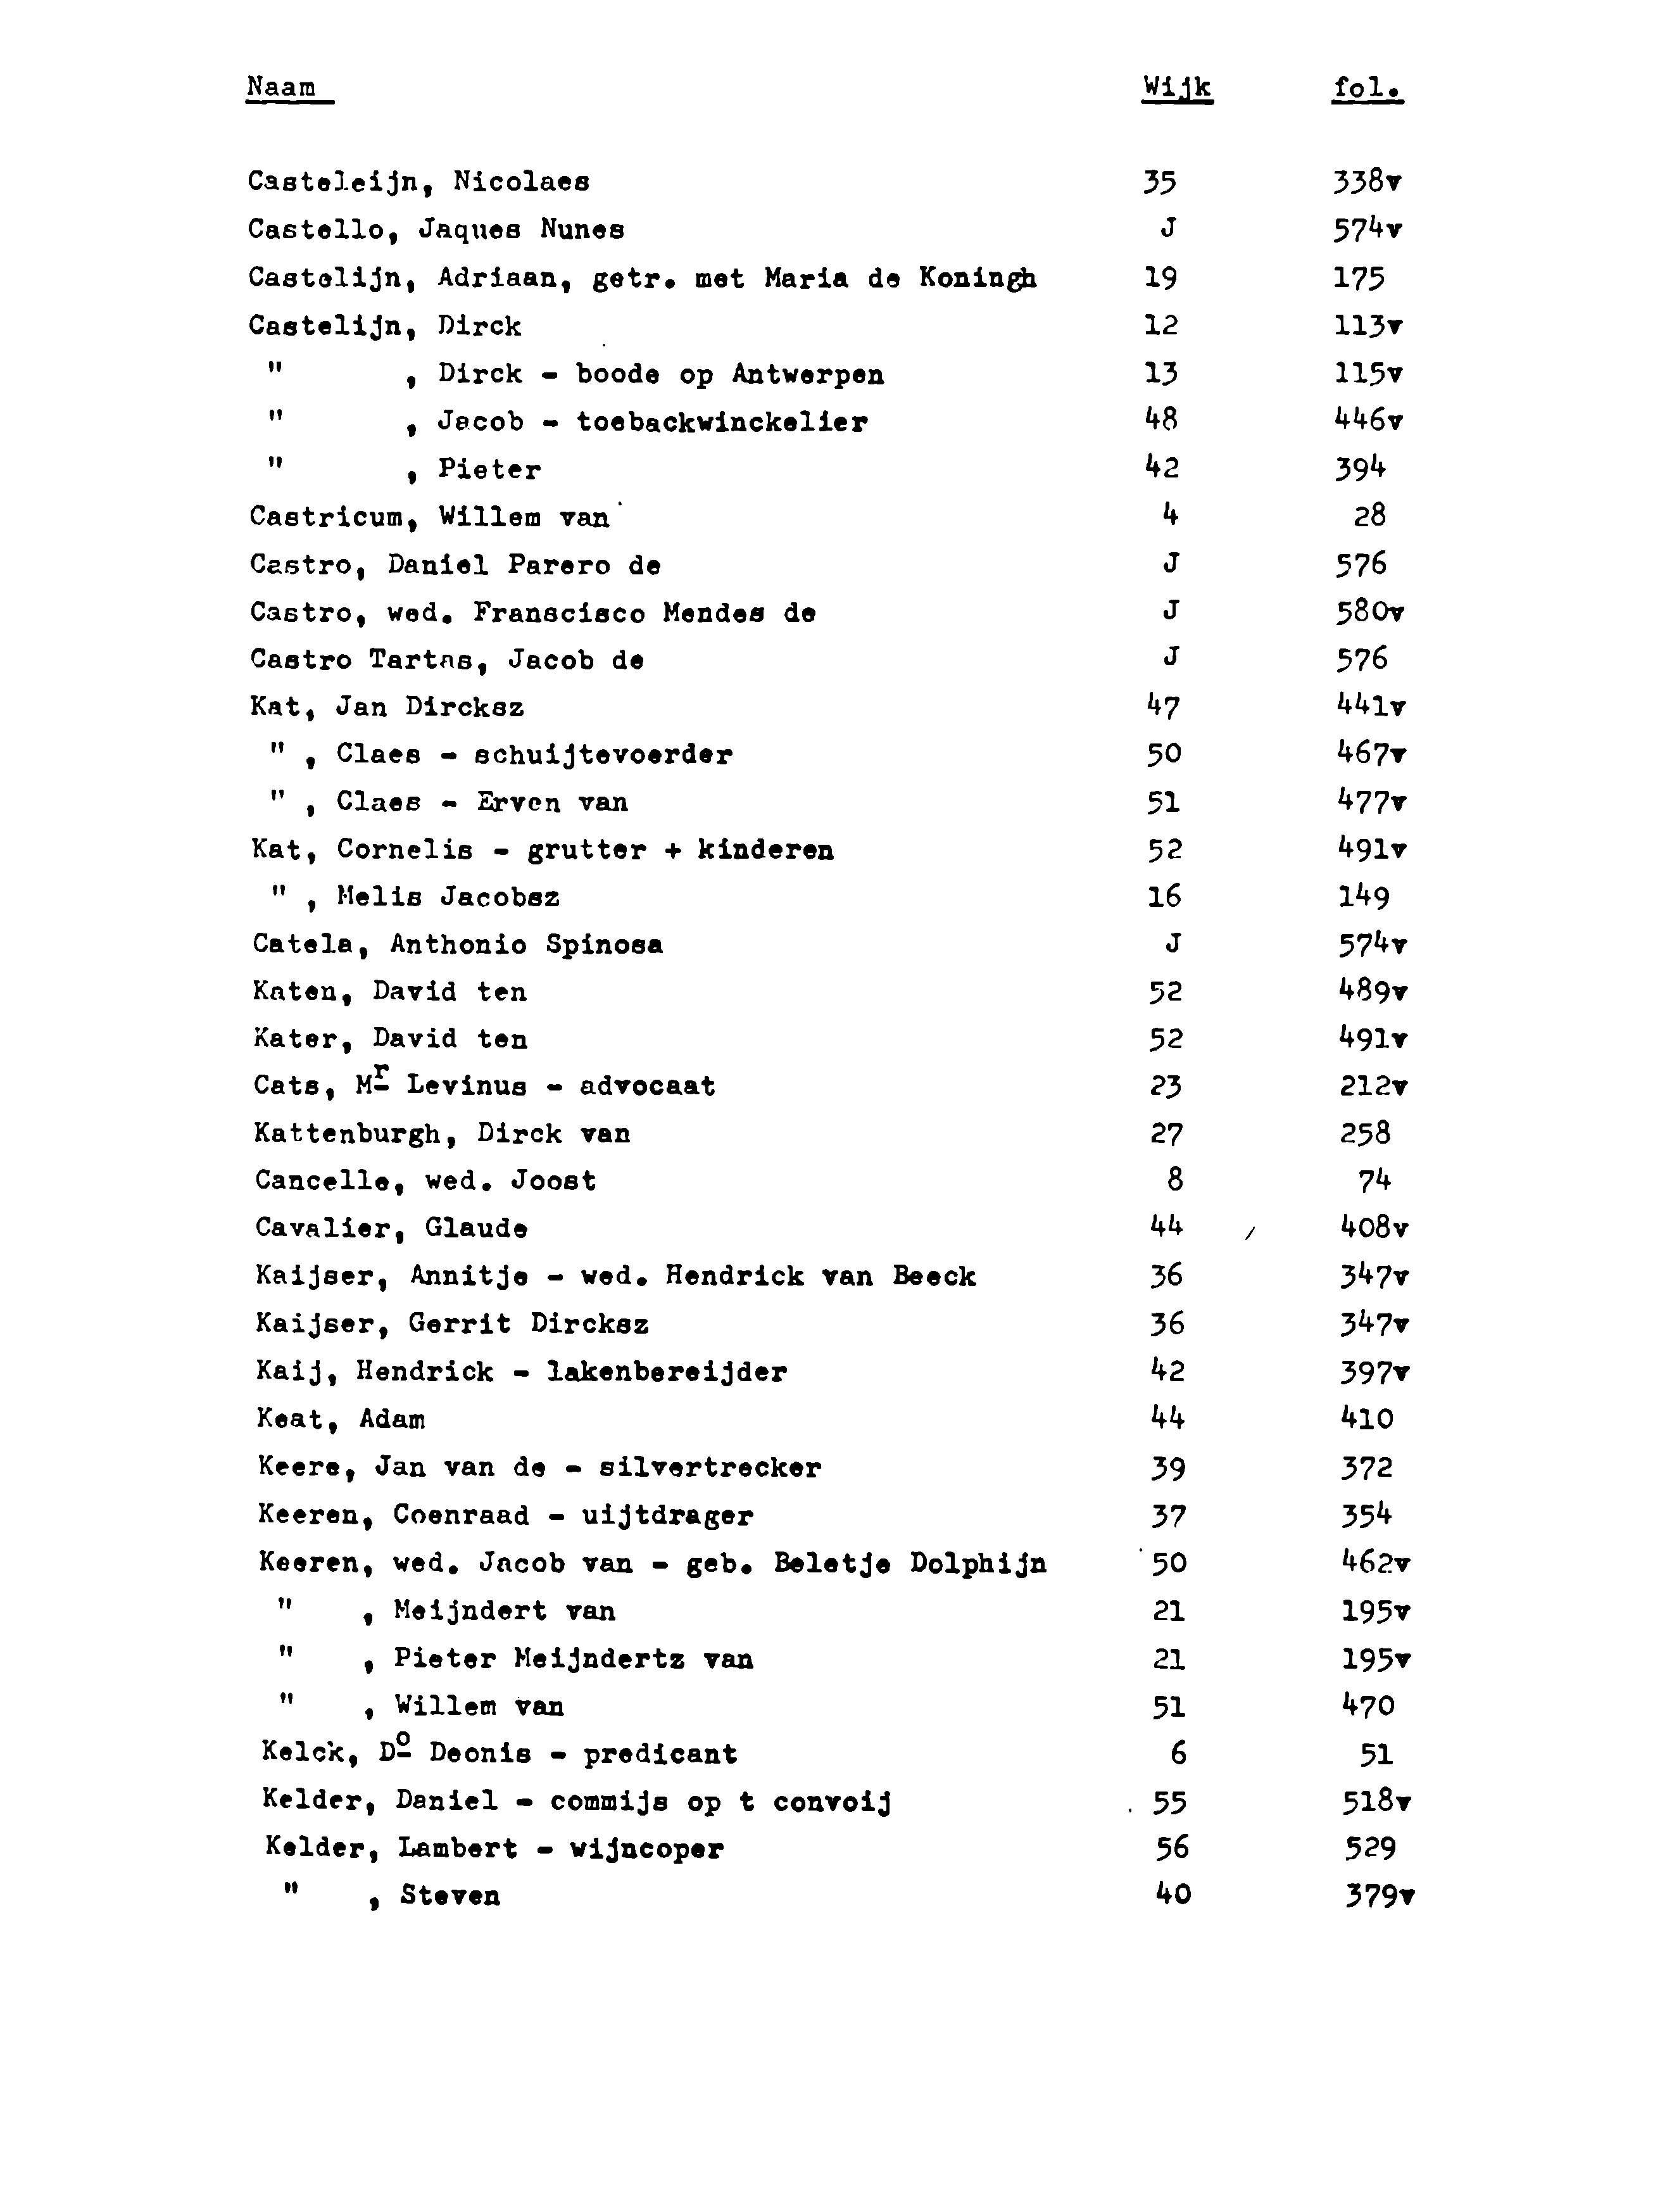 Naam Wijk fol.
Casteleijn, Nicolaes 35 338v
Castello, Jaques Nunes J 574v
Castelijn, Adriaan, getr. met Maria de Koningh 19 175
Castelijn, Dirck 12 113v
" , Dirck - boode op Antwerpen 13 115v
" , Jacob - toebackwinckelier 48 446v
" , Pieter 42 394
Castricum, Willem van 4 28
Castro, Daniel Parero de J 576
Castro, wed. Franscisco Mendes de J 580v
Castro Tartas, Jacob de J 576
Kat, Jan Dircksz 47 441v
" , Claes - schuijtevoerder 50 467v
" , Claes - Erven van 51 477v
Kat, Cornelis - grutter + kinderen 52 491v
" , Melis Jacobsz 16 149
Catela, Anthonio Spinosa J 574v
Katen, David ten 52 489v
Kater, David ten 52 491v
Cats, Mr Levinus - advocaat 23 212v
Kattenburgh, Dirck van 27 258
Cancelle, wed. Joost 8 74
Cavalier, Glaude 44 408v
Kaijser, Annitje - wed. Hendrick van Beeck 36 347v
Kaijser, Gerrit Dircksz 36 347v
Kaij, Hendrick - lakenbereijder 42 397v
Keat, Adam 44 410
Keere, Jan van de - silvertrecker 39 372
Keeren, Coenraad - uijtdrager 37 354
Keeren, wed. Jacob van - geb. Beletje Dolphijn 50 462v
" , Meijndert van 21 195v
" , Pieter Meijndertz van 21 195v
" , Willem van 51 470
Kelck, Do Deonis - predicant 6 51
Kelder, Daniel - commijs op t convoij 55 518v
Kelder, Lambert - wijncoper 56 529
" , Steven 40 379v